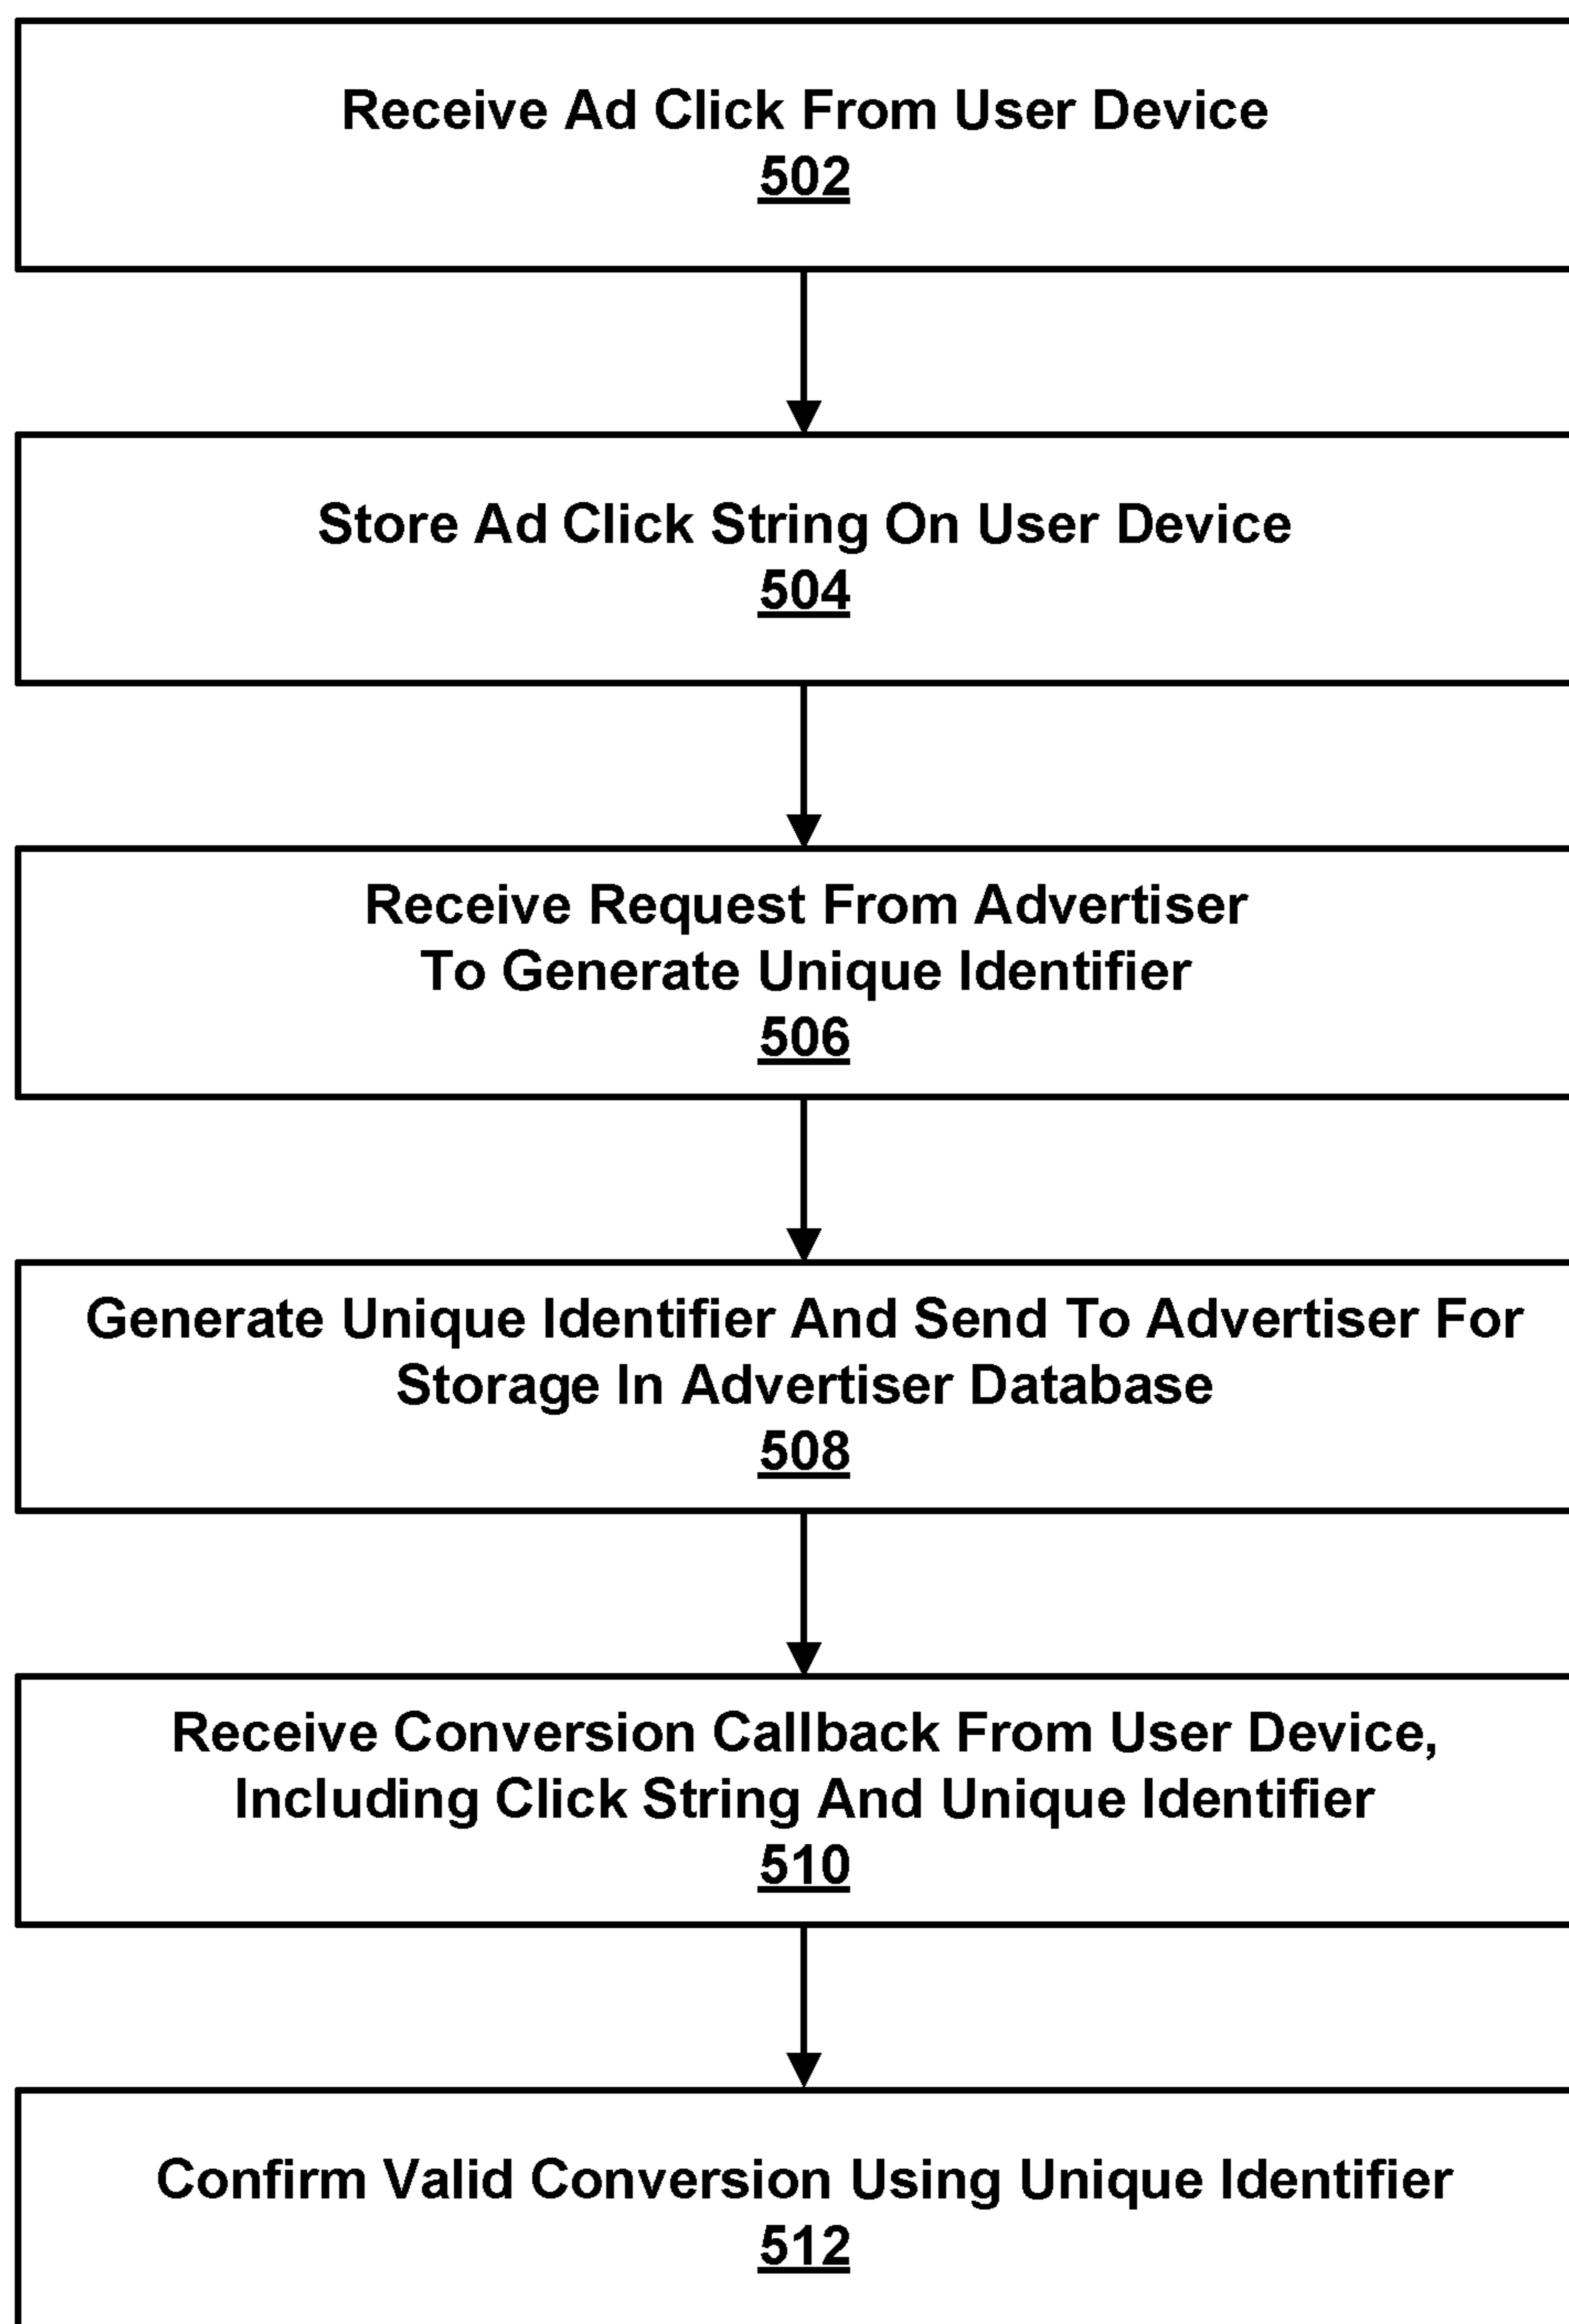 Receive Ad Click From User Device
502
Store Ad Click String On User Device
504
Receive Request From Advertiser
To Generate Unique Identifier
506
Generate Unique Identifier And Send To Advertiser For
Storage In Advertiser Database
508
Receive Conversion Callback From User Device,
Including Click String And Unique Identifier
510
Confirm Valid Conversion Using Unique Identifier
512